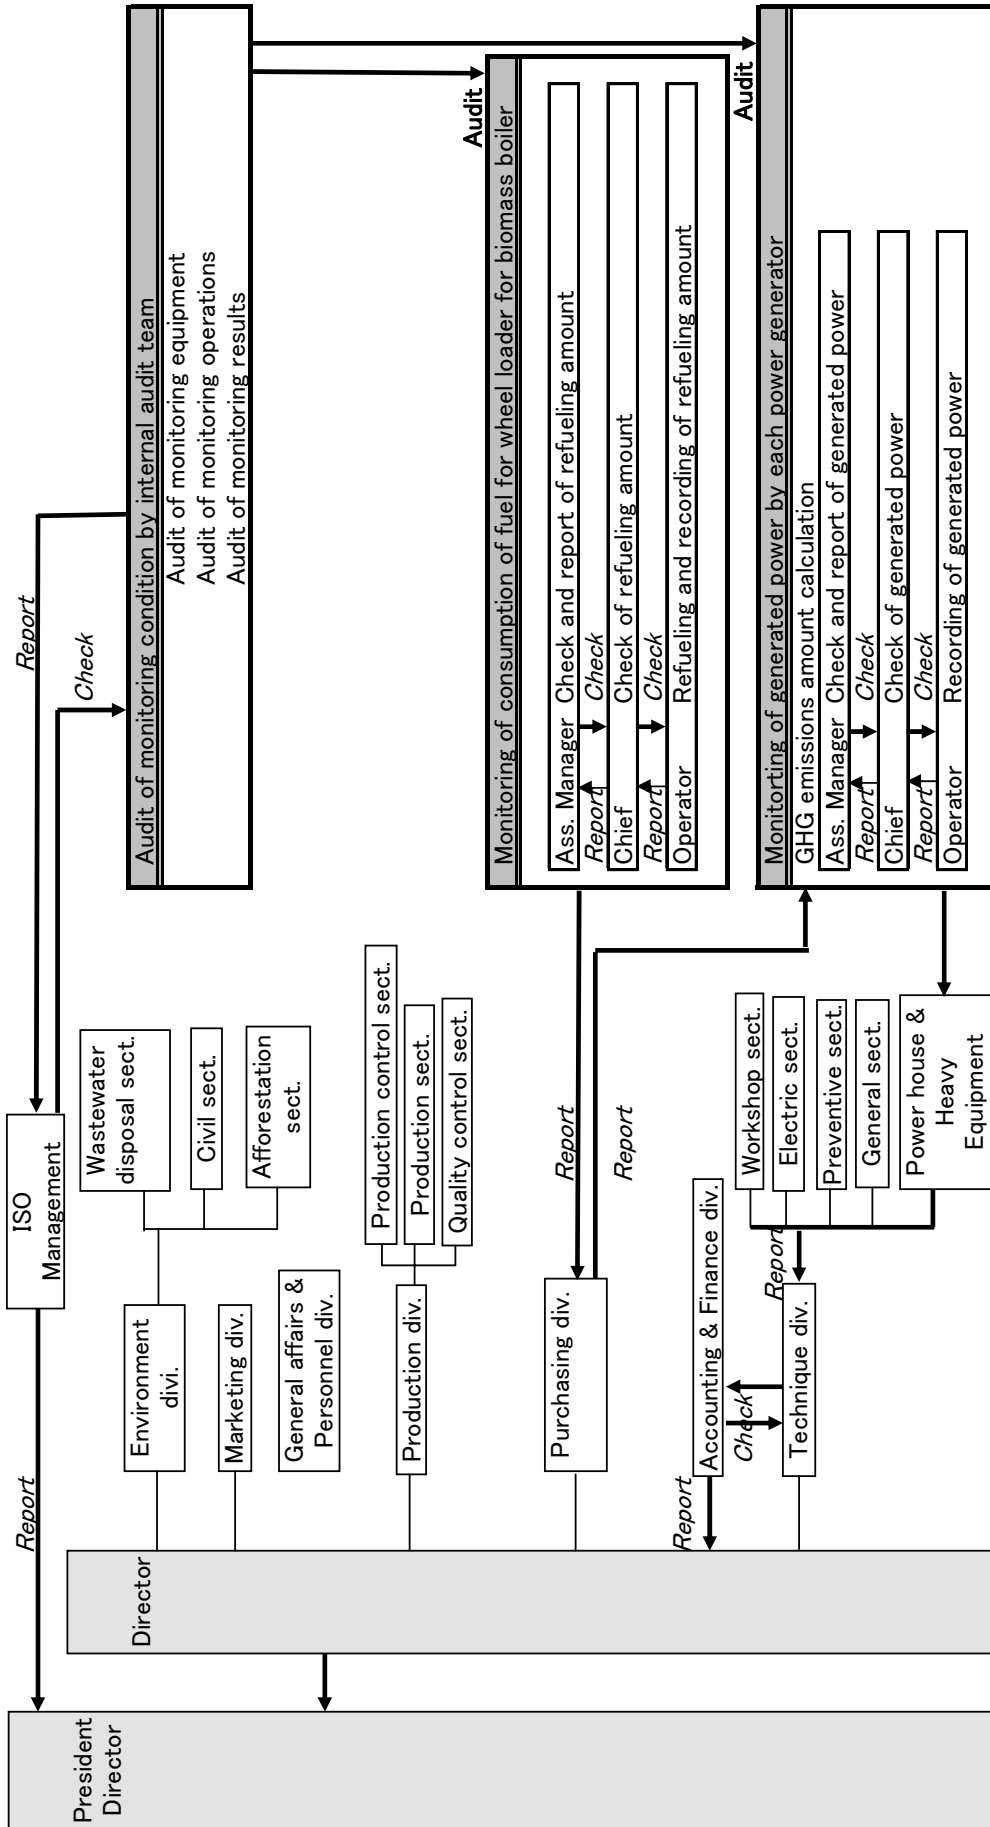 President
Director
Director
Report
ISO
Management
Report
Check
Environment
divi.
Wastewater
disposal sect.
Civil sect.
Afforestation
sect.
Marketing div.
General affairs &
Personnel div.
Production div.
Production control sect.
Production sect.
Quality control sect.
Purchasing div.
Report
Report
Accounting & Finance div.
Report
Check
Technique div.
Report
Workshop sect.
Electric sect.
Preventive sect.
General sect.
Power house &
Heavy
Equipment
Audit of monitoring condition by internal audit team
Audit of monitoring equipment
Audit of monitoring operations
Audit of monitoring results
Audit
Monitoring of consumption of fuel for wheel loader for biomass boiler
Ass. Manager Check and report of refueling amount
Report Check
Chief Check of refueling amount
Report Check
Operator Refueling and recording of refueling amount
Audit
Monitorting of generated power by each power generator
GHG emissions amount calculation
Ass. Manager Check and report of generated power
Report Check
Chief Check of generated power
Report Check
Operator Recording of generated power